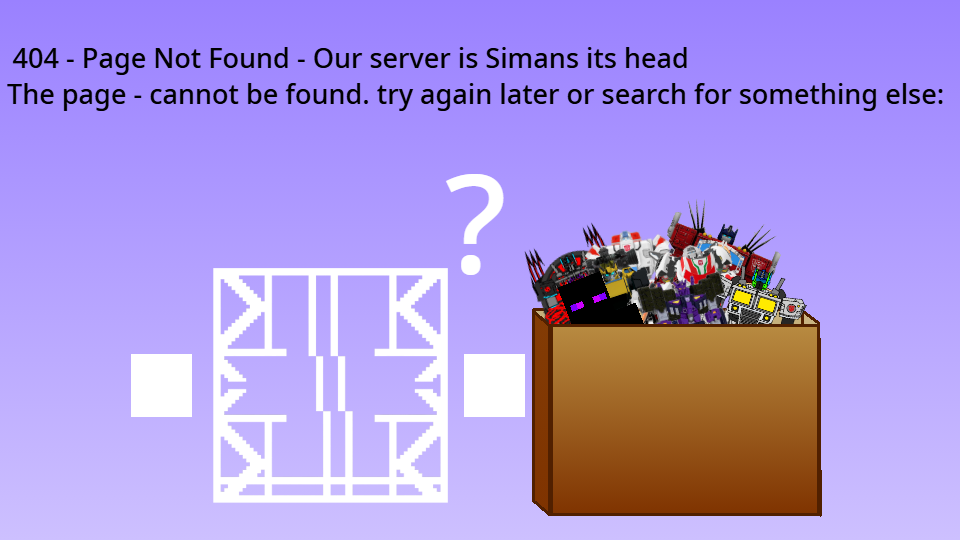 404 - Page Not Found - Our server is Simans its head
The page - cannot be found. try again later or search for something else:
?